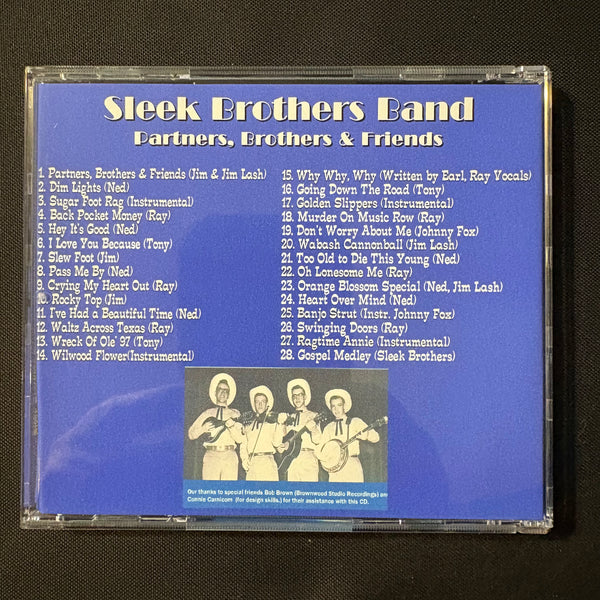 Sleek Brothers Band
Partners, Brothers & Friends
1. Partners, Brothers & Friends (Jim & Jim Lash)
2. Dim Lights (Ned)
3. Sugar Foot Rag (Instrumental)
4. Back Pocket Money (Ray)
5. Hey It's Good (Ned)
6. I Love You Because (Tony)
7. Slew Foot (Jim)
8. Pass Me By (Ned)
9. Crying My Heart Out (Ray)
10. Rocky Top (Jim)
11. I've Had a Beautiful Time (Ned)
12. Waltz Across Texas (Ray)
13. Wreck Of Ole' 97 (Tony)
14. Wilwood Flower(Instrumental)
15. Why Why, Why (Written by Earl, Ray Vocals)
16. Going Down The Road (Tony)
17. Golden Slippers (Instrumental)
18. Murder On Music Row (Ray)
19. Don't Worry About Me (Johnny Fox)
20. Wabash Cannonball (Jim Lash)
21. Too Old to Die This Young (Ned)
22. Oh Lonesome Me (Ray)
23. Orange Blossom Special (Ned, Jim Lash)
24. Heart Over Mind (Ned)
25. Banjo Strut (Instr. Johnny Fox)
26. Swinging Doors (Ray)
27. Ragtime Annie (Instrumental)
28. Gospel Medley (Sleek Brothers)
Our thanks to special friends Bob Brown (Brownwood Studio Recordings) an
Connie Carnicom (for design skills,) for their assistance with this CD.